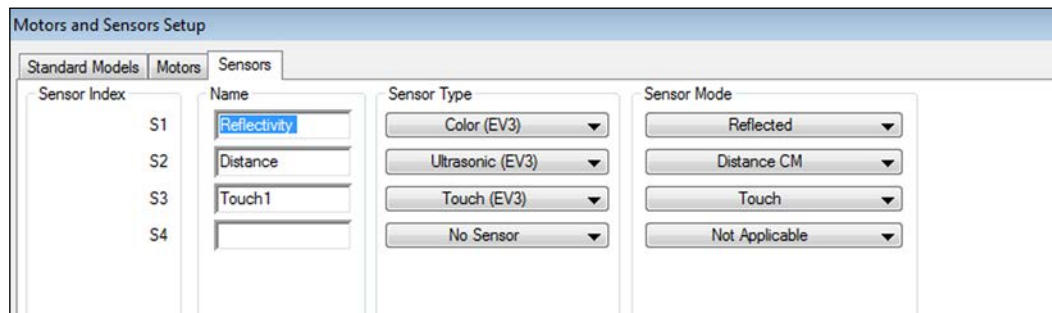 Motors and Sensors Setup
Standard Models Motors Sensors
Sensor Index Name Sensor Type Sensor Mode
S1 Reflectivity Color (EV3) Reflected
S2 Distance Ultrasonic (EV3) Distance CM
S3 Touch1 Touch (EV3) Touch
S4 No Sensor Not Applicable